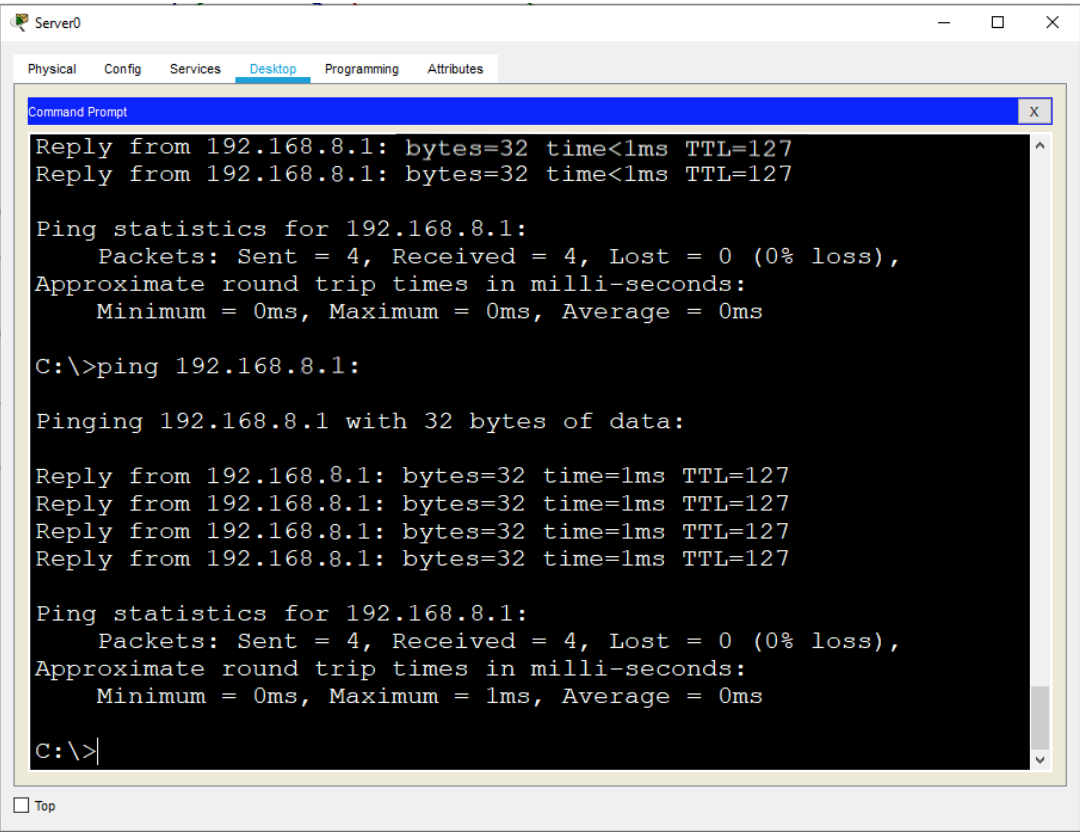 Server0
Physical Config Services Desktop Programming Attributes
Command Prompt X
Reply from 192.168.8.1: bytes=32 time<1ms TTL=127
Reply from 192.168.8.1: bytes=32 time<1ms TTL=127
Ping statistics for 192.168.8.1:
Packets: Sent = 4, Received = 4, Lost = 0 (0% loss),
Approximate round trip times in milli-seconds:
Minimum = 0ms, Maximum = 0ms, Average = 0ms
C:\>ping 192.168.8.1:
Pinging 192.168.8.1 with 32 bytes of data:
Reply from 192.168.8.1: bytes=32 time=1ms TTL=127
Reply from 192.168.8.1: bytes=32 time=1ms TTL=127
Reply from 192.168.8.1: bytes=32 time=1ms TTL=127
Reply from 192.168.8.1: bytes=32 time=1ms TTL=127
Ping statistics for 192.168.8.1:
Packets: Sent = 4, Received = 4, Lost = 0 (0% loss),
Approximate round trip times in milli-seconds:
Minimum = 0ms, Maximum = 1ms, Average = 0ms
C:\>
Top